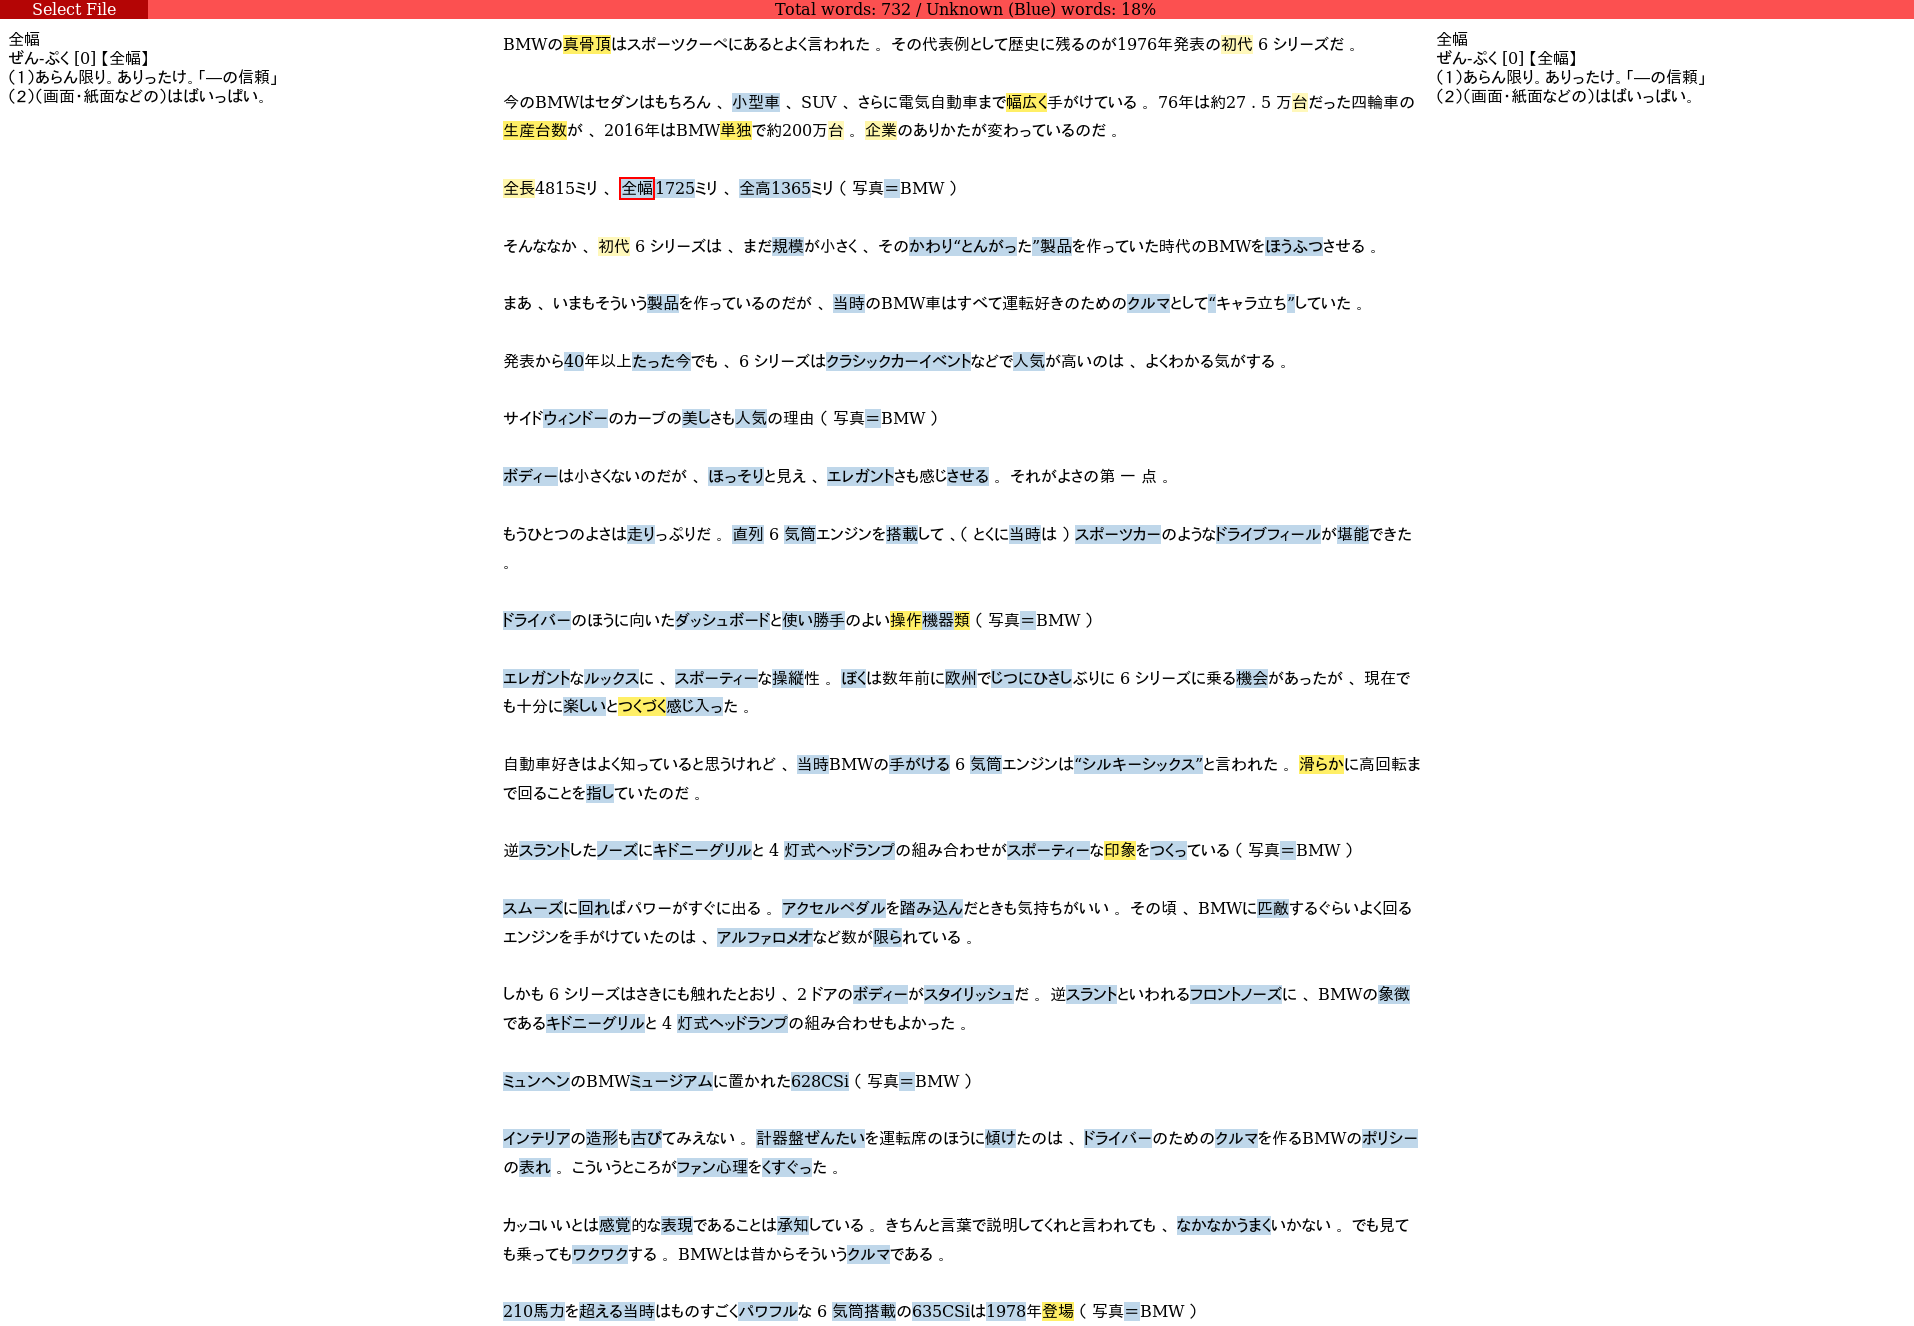 Select File
Total words: 732 / Unknown (Blue) words: 18%
全幅
ぜん-ぷく [0]【全幅】
(1)あらん限り。ありったけ。「―の信頼」
(2)(画面・紙面などの)はばいっぱい。
BMWの真骨頂はスポーツクーペにあるとよく言われた 。 その代表例として歴史に残るのが1976年発表の初代 6 シリーズだ 。
今のBMWはセダンはもちろん 、 小型車 、 SUV 、 さらに電気自動車まで幅広く手がけている 。 76年は約27 . 5 万台だった四輪車の
生産台数が 、 2016年はBMW単独で約200万台 。 企業のありかたが変わっているのだ 。
全長4815ミリ 、 全幅1725ミリ 、 全高1365ミリ ( 写真=BMW )
そんななか 、 初代 6 シリーズは 、 まだ規模が小さく 、 そのかわり“とんがった”製品を作っていた時代のBMWをほうふつさせる 。
まあ 、 いまもそういう製品を作っているのだが 、 当時のBMW車はすべて運転好きのためのクルマとして“キャラ立ち”していた 。
発表から40年以上たった今でも 、 6 シリーズはクラシックカーイベントなどで人気が高いのは 、 よくわかる気がする 。
サイドウィンドーのカーブの美しさも人気の理由 ( 写真=BMW )
ボディーは小さくないのだが 、 ほっそりと見え 、 エレガントさも感じさせる 。 それがよさの第 一 点 。
もうひとつのよさは走りっぷりだ 。 直列 6 気筒エンジンを搭載して 、 ( とくに当時は ) スポーツカーのようなドライブフィールが堪能できた
。
ドライバーのほうに向いたダッシュボードと使い勝手のよい操作機器類 ( 写真=BMW )
エレガントなルックスに 、 スポーティーな操縦性 。 ぼくは数年前に欧州でじつにひさしぶりに 6 シリーズに乗る機会があったが 、 現在で
も十分に楽しいとつくづく感じ入った 。
自動車好きはよく知っていると思うけれど 、 当時BMWの手がける 6 気筒エンジンは“シルキーシックス”と言われた 。 滑らかに高回転ま
で回ることを指していたのだ 。
逆スラントしたノーズにキドニーグリルと 4 灯式ヘッドランプの組み合わせがスポーティーな印象をつくっている ( 写真=BMW )
スムーズに回ればパワーがすぐに出る 。 アクセルペダルを踏み込んだときも気持ちがいい 。 その頃 、 BMWに匹敵するぐらいよく回る
エンジンを手がけていたのは 、 アルファロメオなど数が限られている 。
しかも 6 シリーズはさきにも触れたとおり 、 2 ドアのボディーがスタイリッシュだ 。 逆スラントといわれるフロントノーズに 、 BMWの象徴
であるキドニーグリルと 4 灯式ヘッドランプの組み合わせもよかった 。
ミュンヘンのBMWミュージアムに置かれた628CSi ( 写真=BMW )
インテリアの造形も古びてみえない 。 計器盤ぜんたいを運転席のほうに傾けたのは 、 ドライバーのためのクルマを作るBMWのポリシー
の表れ 。 こういうところがファン心理をくすぐった 。
カッコいいとは感覚的な表現であることは承知している 。 きちんと言葉で説明してくれと言われても 、 なかなかうまくいかない 。 でも見て
も乗ってもワクワクする 。 BMWとは昔からそういうクルマである 。
210馬力を超える当時はものすごくパワフルな 6 気筒搭載の635CSiは1978年登場 ( 写真=BMW )
全幅
ぜん-ぷく [0]【全幅】
(1)あらん限り。ありったけ。「―の信頼」
(2)(画面・紙面などの)はばいっぱい。